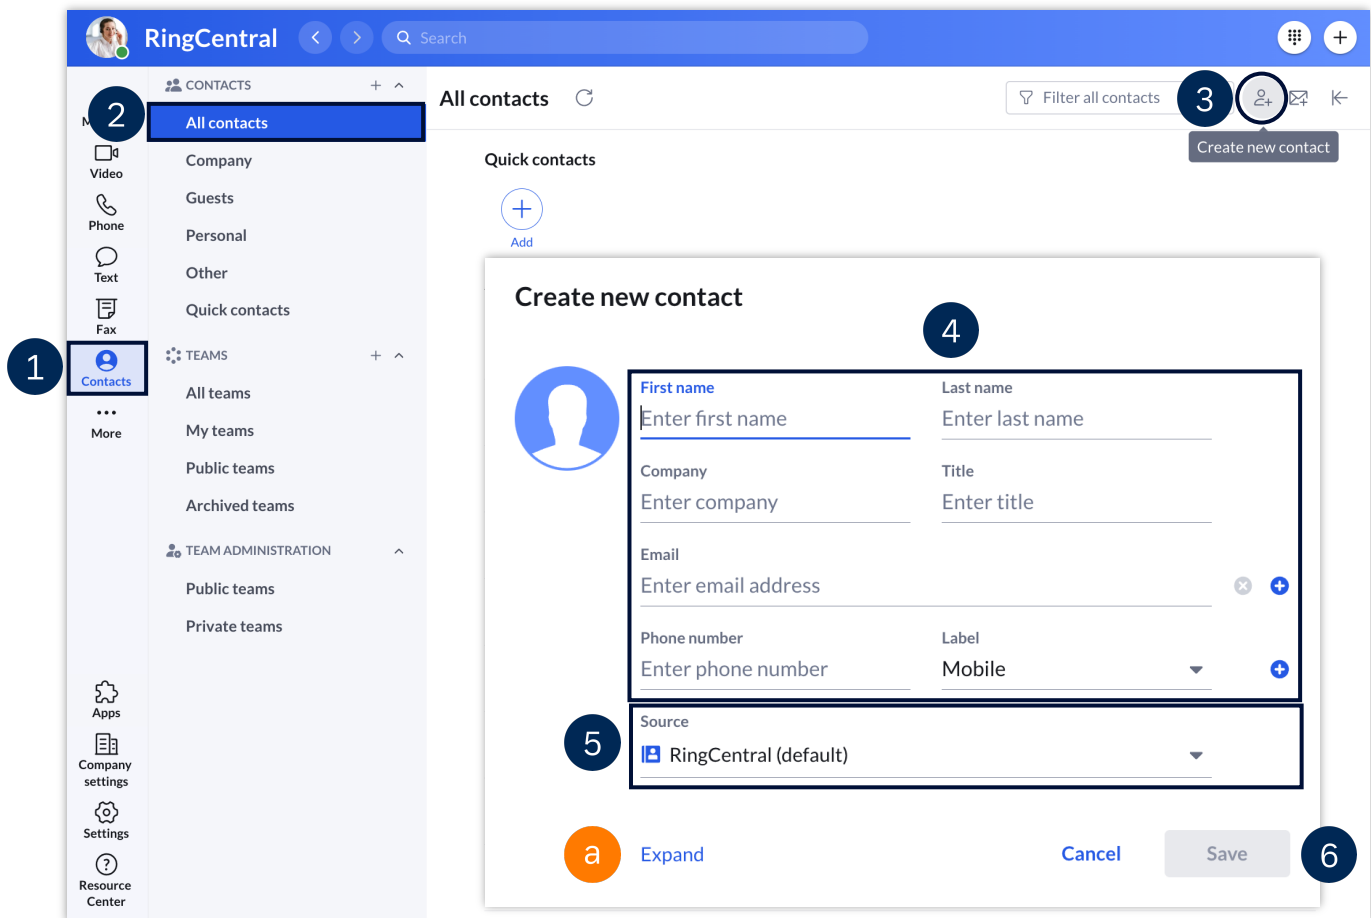 RingCentral
Search
CONTACTS
2
All contacts
Company
Guests
Personal
Other
Quick contacts
TEAMS
All teams
My teams
Public teams
Archived teams
TEAM ADMINISTRATION
Public teams
Private teams
M
Video
Phone
Text
Fax
1
Contacts
More
Apps
Company
settings
Settings
?
Resource
Center
All contacts
Filter all contacts
3
Create new contact
Quick contacts
Add
Create new contact
4
First name
Last name
Enter first name
Enter last name
Company
Title
Enter company
Enter title
Email
Enter email address
Phone number
Label
Enter phone number
Mobile
5
Source
RingCentral (default)
a
Expand
Cancel
Save
6